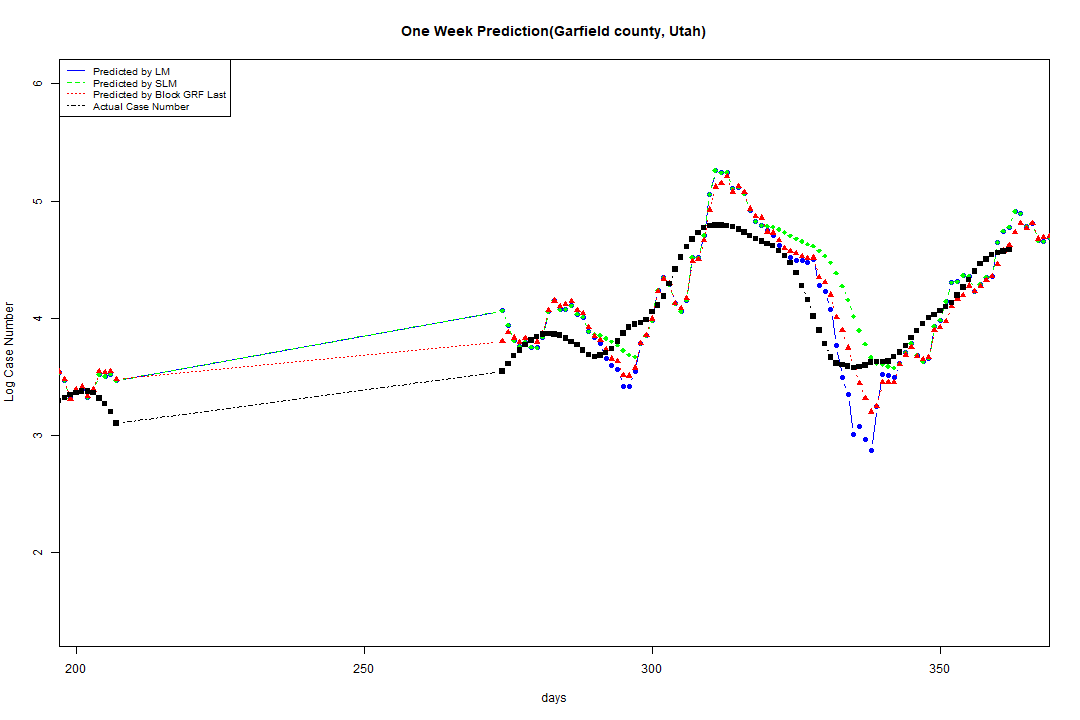 One Week Prediction(Garfield county, Utah)
Predicted by LM
Predicted by SLM
Predicted by Block GRF Last
Actual Case Number
6
5
4
3
2
Log Case Number
200
250
300
350
days